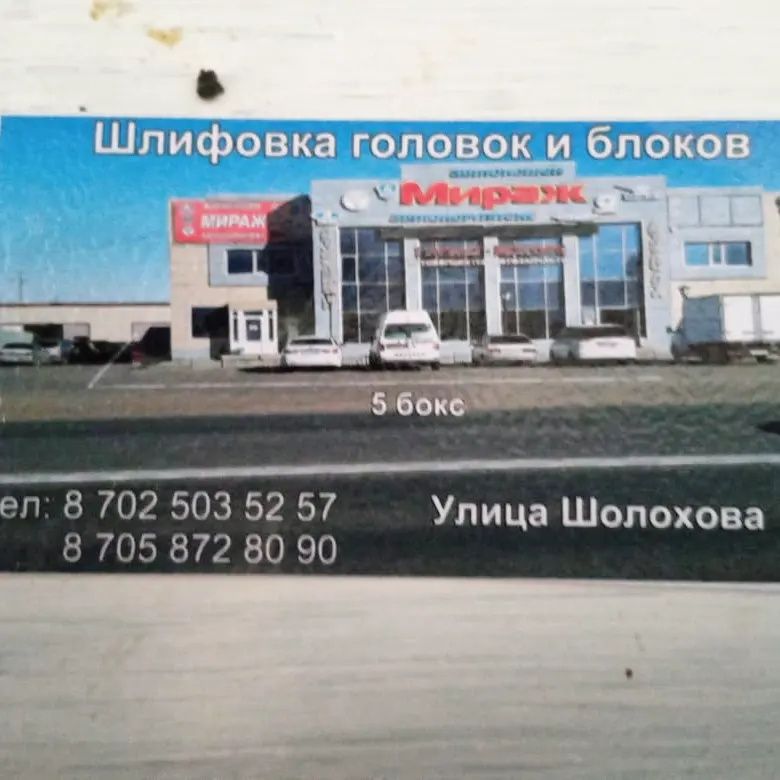 Шлифовка головок и блоков
Мираж
МИРАЖ
5 бокс
ел: 8 702 503 52 57
8 705 872 80 90
Улица Шолохова